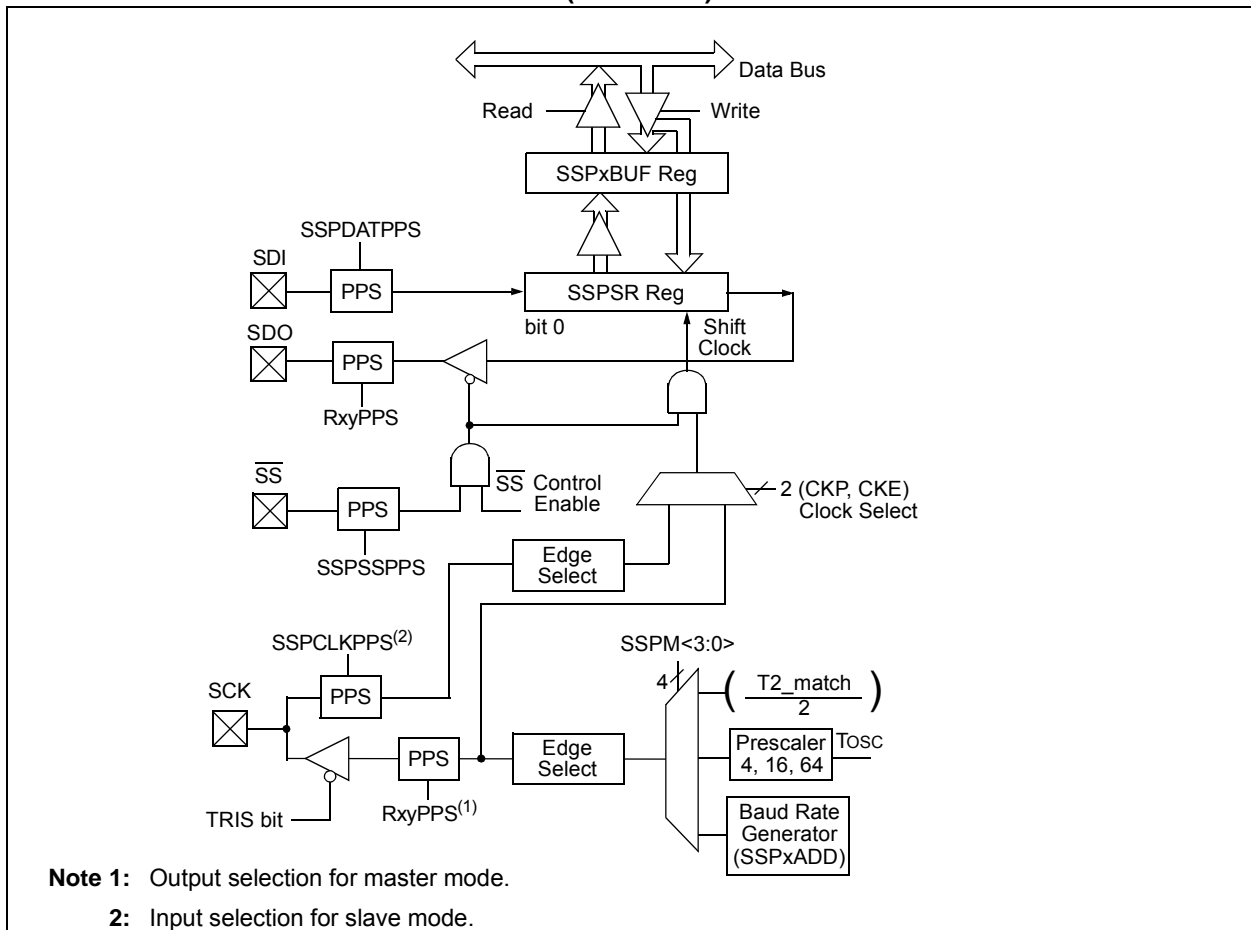 Data Bus
Read
Write
SSPxBUF Reg
SSPDATPPS
SDI
PPS
SSPSR Reg
bit 0
Shift
Clock
SDO
PPS
RxyPPS
SS
PPS
SS Control
Enable
2 (CKP, CKE)
Clock Select
SSPSSPPS
Edge
Select
SSPCLKPPS(2)
SSPM<3:0>
4
SCK
PPS
( T2_match
2 )
PPS
Edge
Select
Prescaler
4, 16, 64
TOSC
RxyPPS(1)
TRIS bit
Baud Rate
Generator
(SSPxADD)
Note 1: Output selection for master mode.
2: Input selection for slave mode.